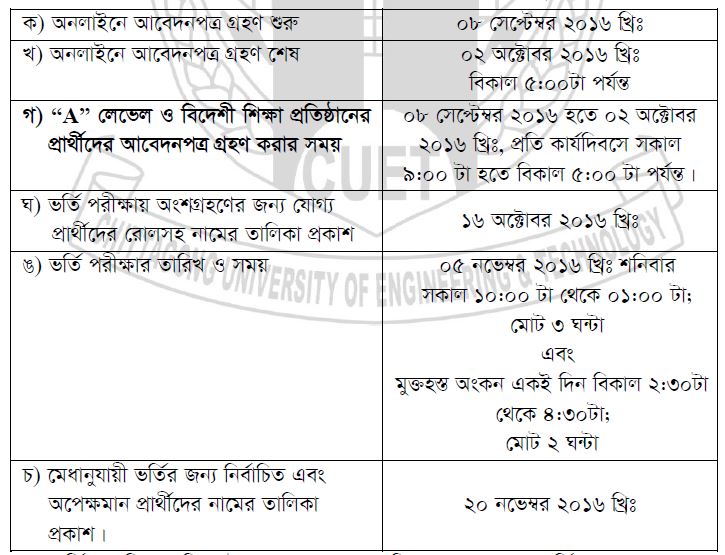 ক) অনলাইনে আবেদনপত্র গ্রহণ শুরু
০৮ সেপ্টেম্বর ২০১৬ খ্রিঃ
খ) অনলাইনে আবেদনপত্র গ্রহণ শেষ
০২ অক্টোবর ২০১৬ খ্রিঃ
বিকাল ৫:০০টা পর্যন্ত
গ) “A” লেভেল ও বিদেশী শিক্ষা প্রতিষ্ঠানের
প্রার্থীদের আবেদনপত্র গ্রহণ করার সময়
০৮ সেপ্টেম্বর ২০১৬ হতে ০২ অক্টোবর
২০১৬ খ্রিঃ, প্রতি কার্যদিবসে সকাল
৯:০০ টা হতে বিকাল ৫:০০ টা পর্যন্ত।
ঘ) ভর্তি পরীক্ষায় অংশগ্রহণের জন্য যোগ্য
প্রার্থীদের রোলসহ নামের তালিকা প্রকাশ
১৬ অক্টোবর ২০১৬ খ্রিঃ
ঙ) ভর্তি পরীক্ষার তারিখ ও সময়
০৫ নভেম্বর ২০১৬ খ্রিঃ শনিবার
সকাল ১০:০০ টা থেকে ০১:০০ টা;
মোট ৩ ঘন্টা
এবং
মুক্তহস্ত অংকন একই দিন বিকাল ২:৩০টা
থেকে ৪:৩০টা;
মোট ২ ঘন্টা
চ) মেধানুযায়ী ভর্তির জন্য নির্বাচিত এবং
অপেক্ষমান প্রার্থীদের নামের তালিকা
প্রকাশ।
২০ নভেম্বর ২০১৬ খ্রিঃ
CUET
CHITTAGONG UNIVERSITY OF ENGINEERING & TECHNOLOGY